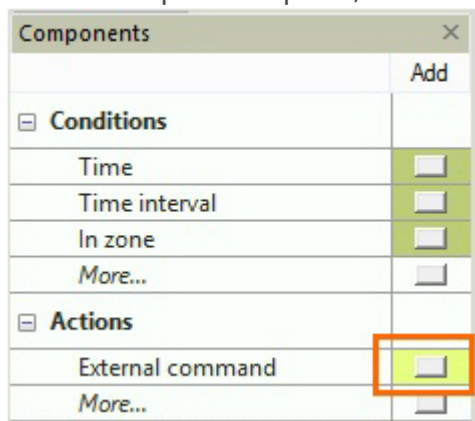 Components
Add
Conditions
Time
Time interval
In zone
More...
Actions
External command
More...